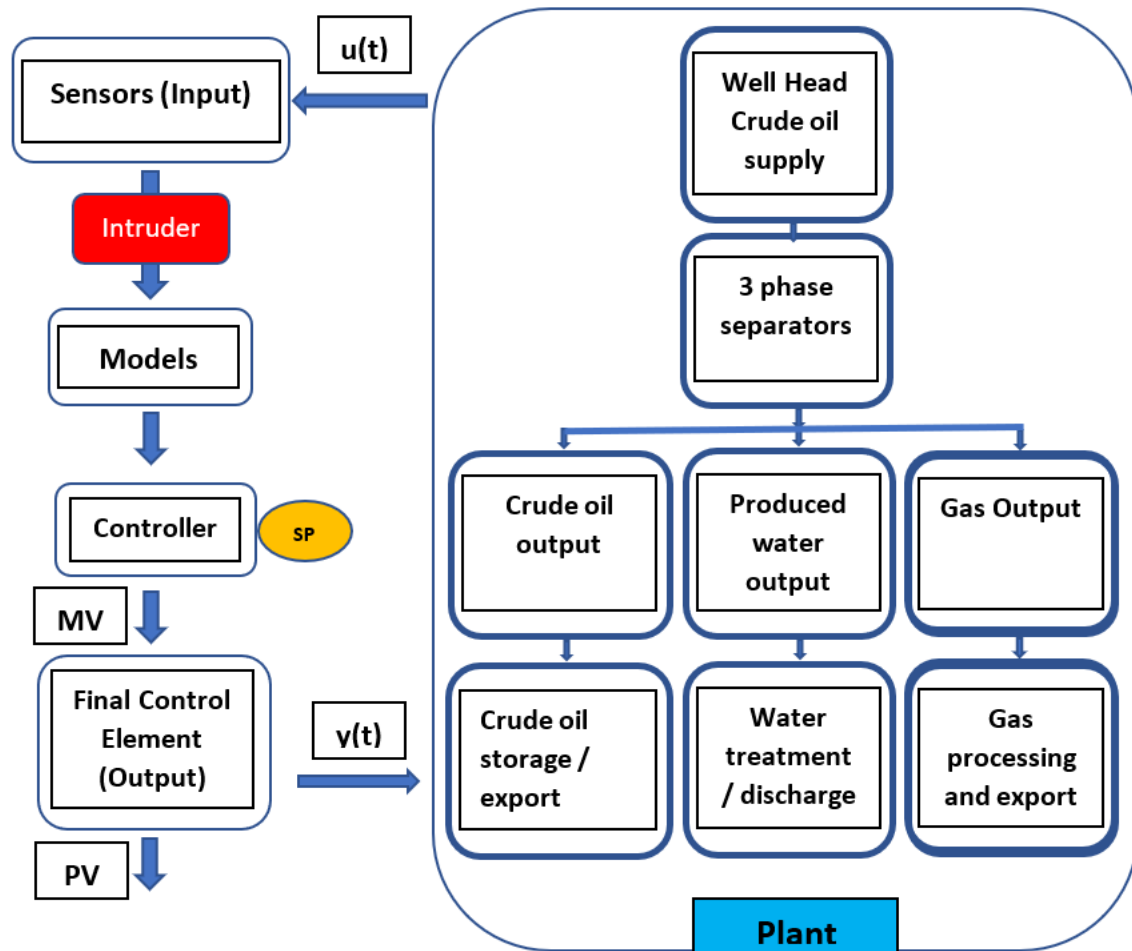 u(t)
Sensors (Input)
Intruder
Models
Controller
SP
MV
Final Control
Element
(Output)
y(t)
PV
Well Head
Crude oil
supply
3 phase
separators
Crude oil
output
Produced
water
output
Gas Output
Crude oil
storage /
export
Water
treatment
/ discharge
Gas
processing
and export
Plant